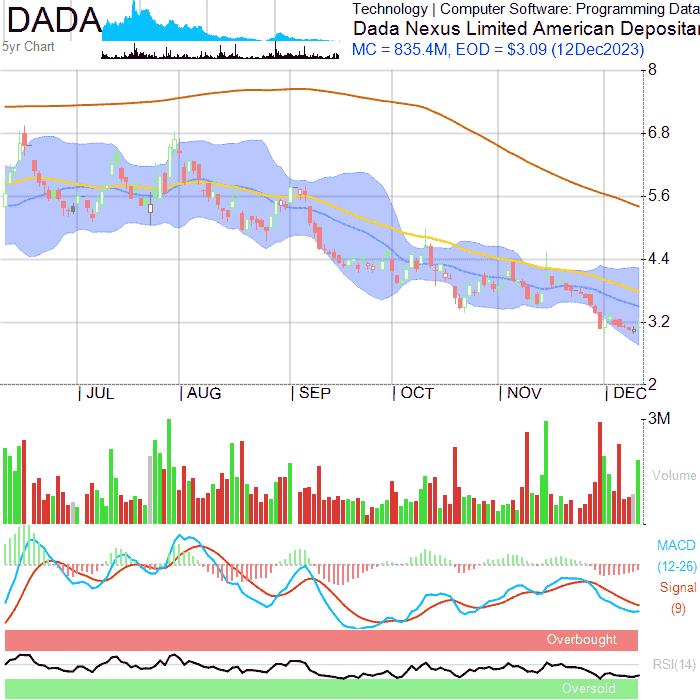 DADA
5yr Chart
Technology | Computer Software: Programming Data
Dada Nexus Limited American Depositar
MC = 835.4M, EOD = $3.09 (12Dec2023)
8
6.8
5.6
4.4
3.2
2
JUL AUG SEP OCT NOV DEC
3M
Volume
MACD
(12-26)
Signal
(9)
Overbought
RSI(14)
Oversold